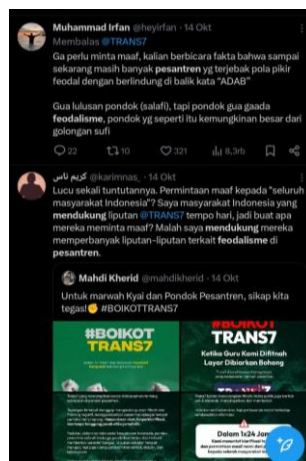 Muhammad Irfan @heyirfan · 14 Okt
Membalas @TRANS7
Ga perlu minta maaf, kalian berbicara fakta bahwa sampai
sekarang masih banyak pesantren yg terjebak pola pikir
feodal dengan berlindung di balik kata “ADAB”
Gua lulusan pondok (salafi), tapi pondok gua gaada
feodalisme, pondok yg seperti itu kemungkinan besar dari
golongan sufi
22 10 321 8,3rb
كريم ناس @karimnas_ · 14 Okt
Lucu sekali tuntutannya. Permintaan maaf kepada "seluruh
masyarakat Indonesia"? Saya masyarakat Indonesia yang
mendukung liputan @TRANS7 tempo hari, jadi buat apa
mereka meminta maaf? Malah saya mendukung mereka
memperbanyak liputan-liputan terkait feodalisme di
pesantren.
Mahdi Kherid @mahdikherid · 14 Okt
Untuk marwah Kyai dan Pondok Pesantren, sikap kita
tegas!✊ #BOIKOTTRANS7
#BOIKOT
TRANS7
#BOIKOT
TRANS7
Ketika Guru Kami Difitnah
Layar Dibiarkan Bohong
Dalam 1x24 Jam